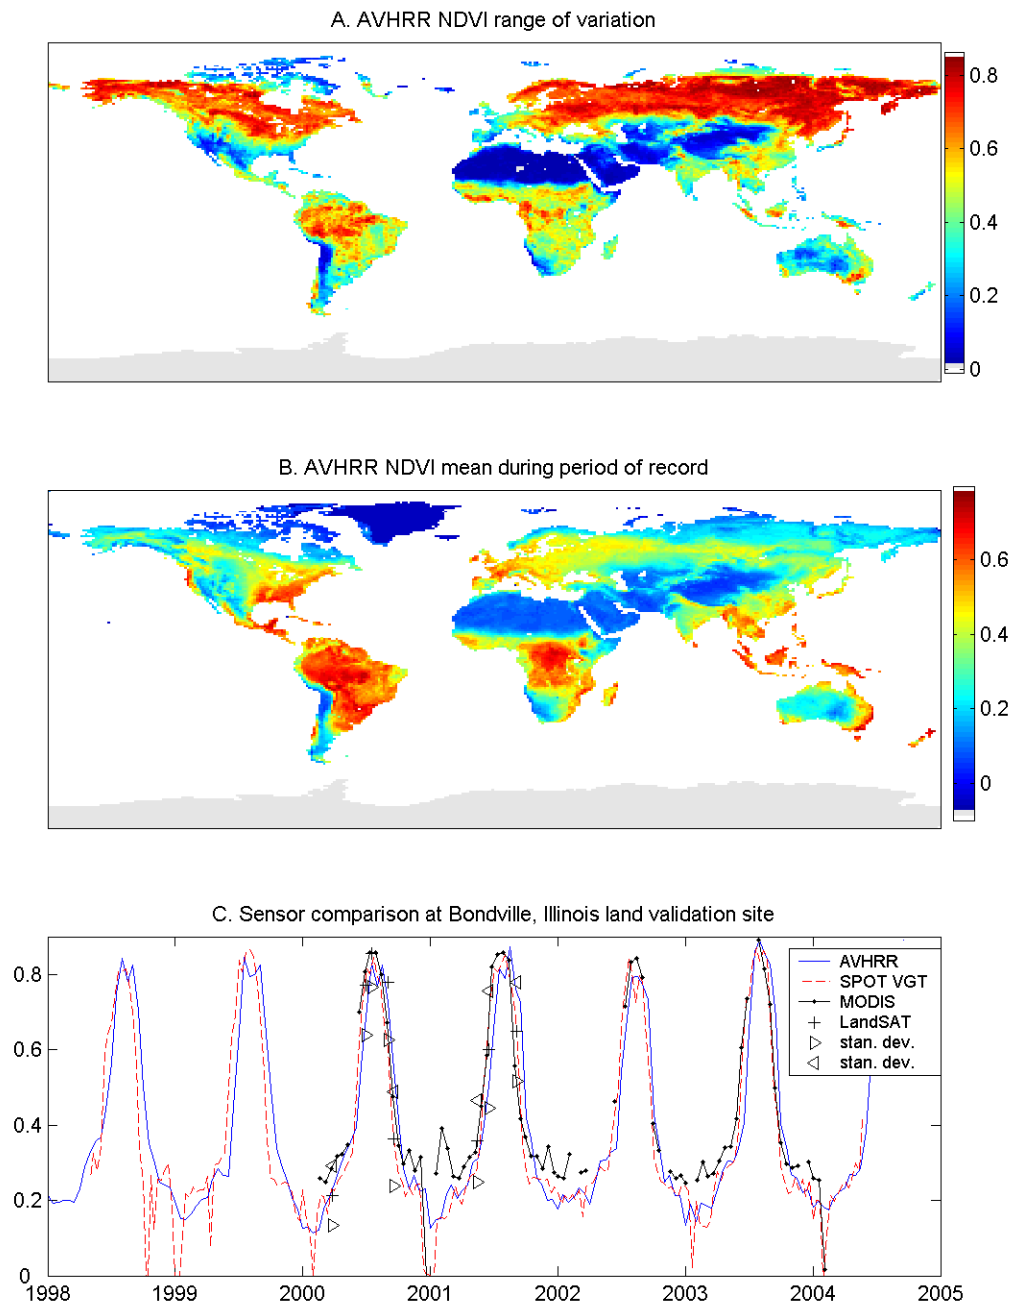 A. AVHRR NDVI range of variation
0.8
0.6
0.4
0.2
0
B. AVHRR NDVI mean during period of record
0.6
0.4
0.2
0
C. Sensor comparison at Bondville, Illinois land validation site
0.8
0.6
0.4
0.2
0
AVHRR
SPOT VGT
MODIS
LandSAT
stan. dev.
stan. dev.
1998 1999 2000 2001 2002 2003 2004 2005